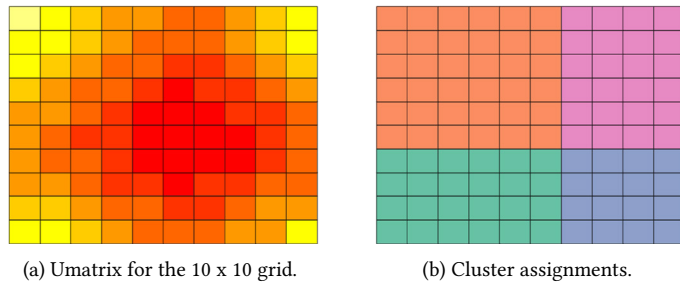 (a) Umatrix for the 10 x 10 grid.
(b) Cluster assignments.